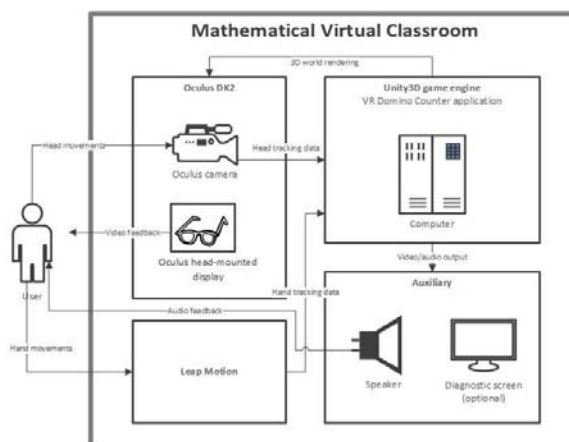 Mathematical Virtual Classroom
3D world rendering
Oculus DK2
Unity3D game engine
VR Domino Counter application
Head movements
Oculus camera
Head tracking data
Computer
Video feedback
Oculus head-mounted
display
User
Video/audio output
Hand tracking data
Auxiliary
Audio feedback
Hand movements
Leap Motion
Speaker
Diagnostic screen
(optional)